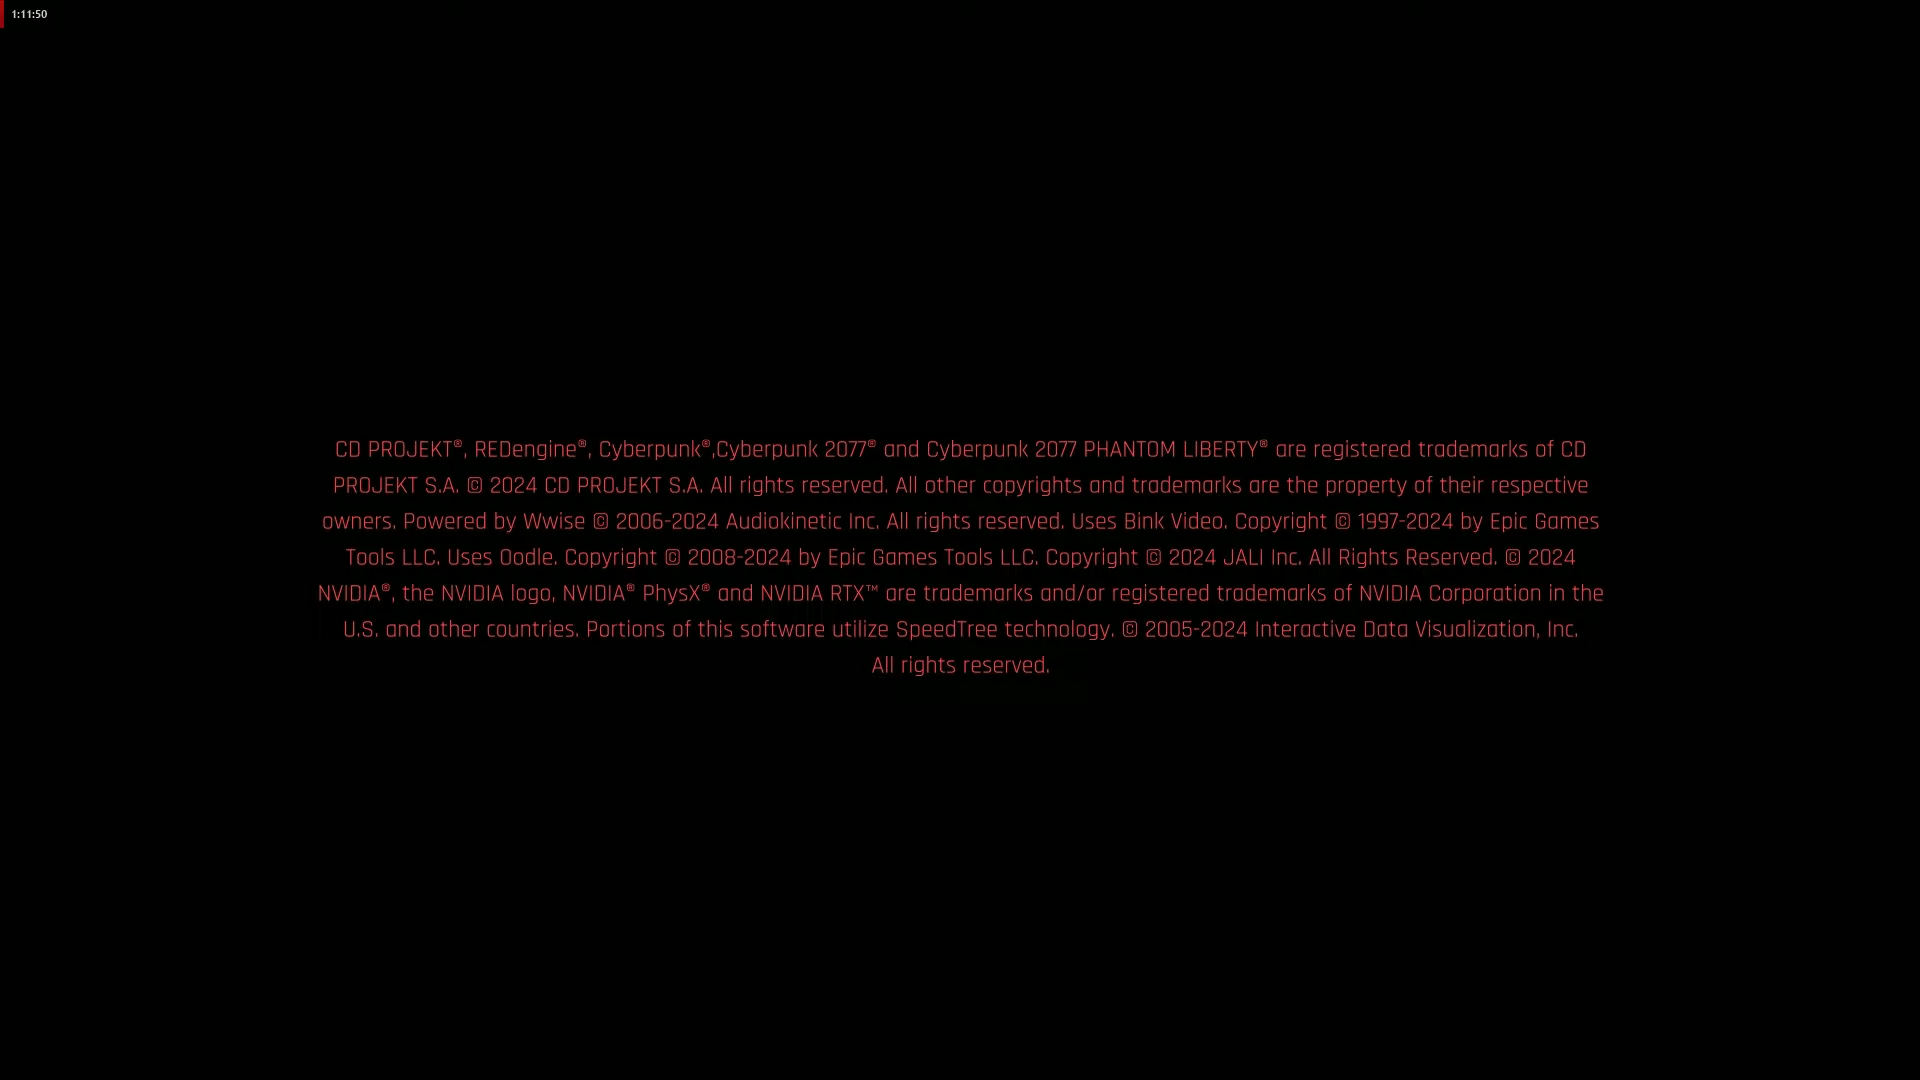 1:11:50
CD PROJEKT®, REDengine®, Cyberpunk®,Cyberpunk 2077® and Cyberpunk 2077 PHANTOM LIBERTY® are registered trademarks of CD
PROJEKT S.A. © 2024 CD PROJEKT S.A. All rights reserved. All other copyrights and trademarks are the property of their respective
owners. Powered by Wwise © 2006-2024 Audiokinetic Inc. All rights reserved. Uses Bink Video. Copyright © 1997-2024 by Epic Games
Tools LLC. Uses Oodle. Copyright © 2008-2024 by Epic Games Tools LLC. Copyright © 2024 JALI Inc. All Rights Reserved. © 2024
NVIDIA®, the NVIDIA logo, NVIDIA® PhysX® and NVIDIA RTX™ are trademarks and/or registered trademarks of NVIDIA Corporation in the
U.S. and other countries. Portions of this software utilize SpeedTree technology. © 2005-2024 Interactive Data Visualization, Inc.
All rights reserved.